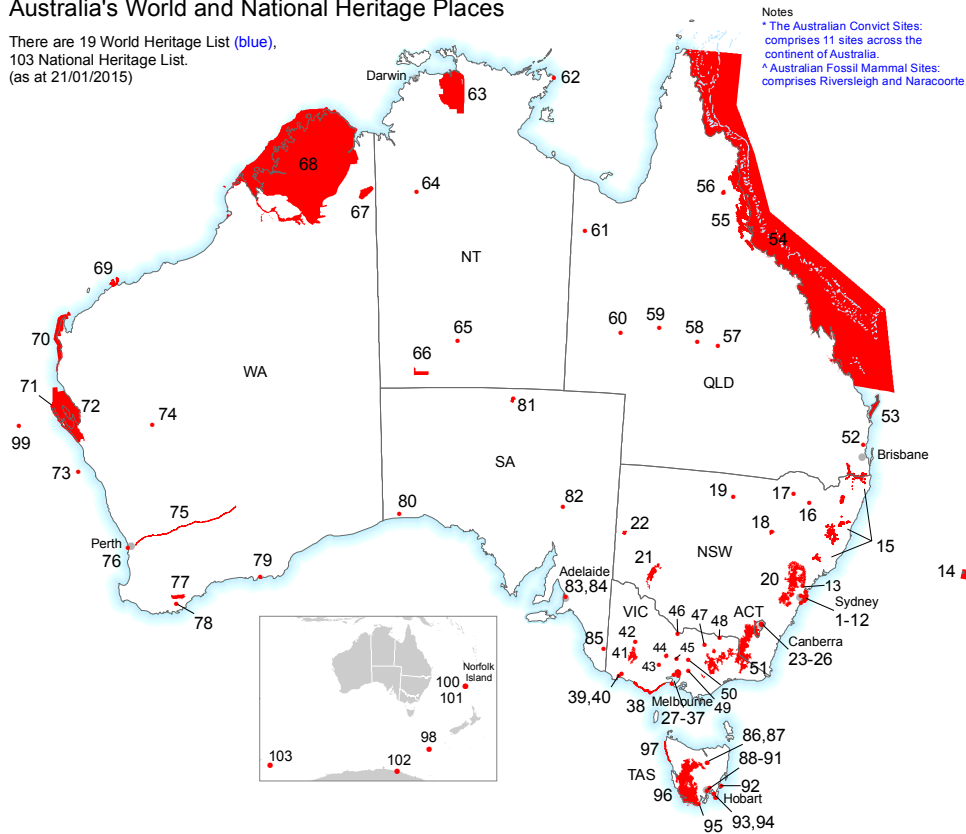 Australia's World and National Heritage Places
There are 19 World Heritage List (blue),
103 National Heritage List.
(as at 21/01/2015)
Notes
* The Australian Convict Sites:
comprises 11 sites across the
continent of Australia.
^ Australian Fossil Mammal Sites:
comprises Riversleigh and Naracoorte
Darwin
62
63
68
64
67
56
55
54
61
NT
69
70
65
66
60
59
58
57
WA
QLD
71
72
74
81
53
99
73
SA
52
Brisbane
75
80
82
19
17
16
22
18
15
Perth
76
79
21
NSW
20
13
14
77
78
Adelaide
83,84
Sydney
1-12
VIC
46
47
48
ACT
Canberra
23-26
85
42
41
44
45
43
51
50
39,40
38
Melbourne
27-37
49
Norfolk
Island
100
101
98
103
102
86,87
97
88-91
TAS
92
96
Hobart
95
93,94